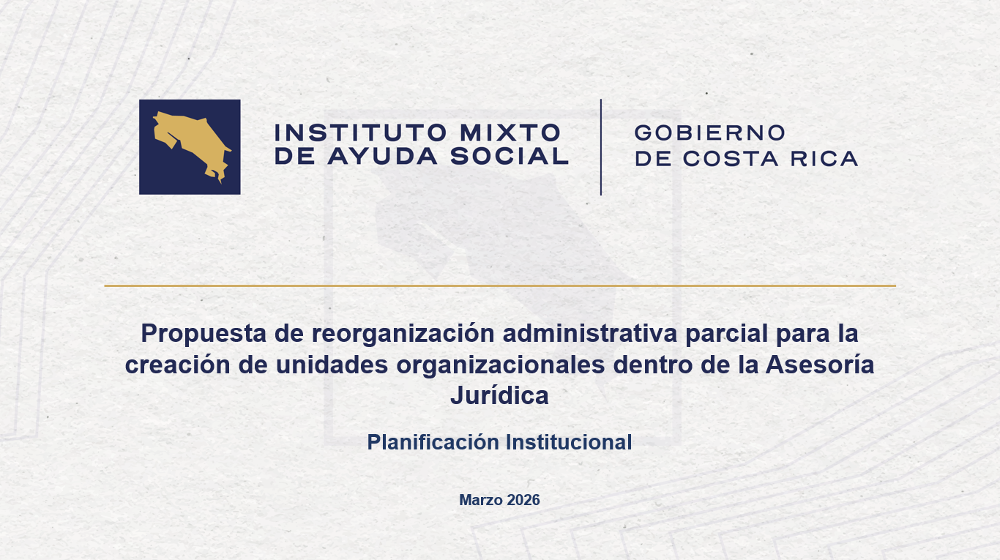 INSTITUTO MIXTO
DE AYUDA SOCIAL
GOBIERNO
DE COSTA RICA
Propuesta de reorganización administrativa parcial para la
creación de unidades organizacionales dentro de la Asesoría
Jurídica
Planificación Institucional
Marzo 2026